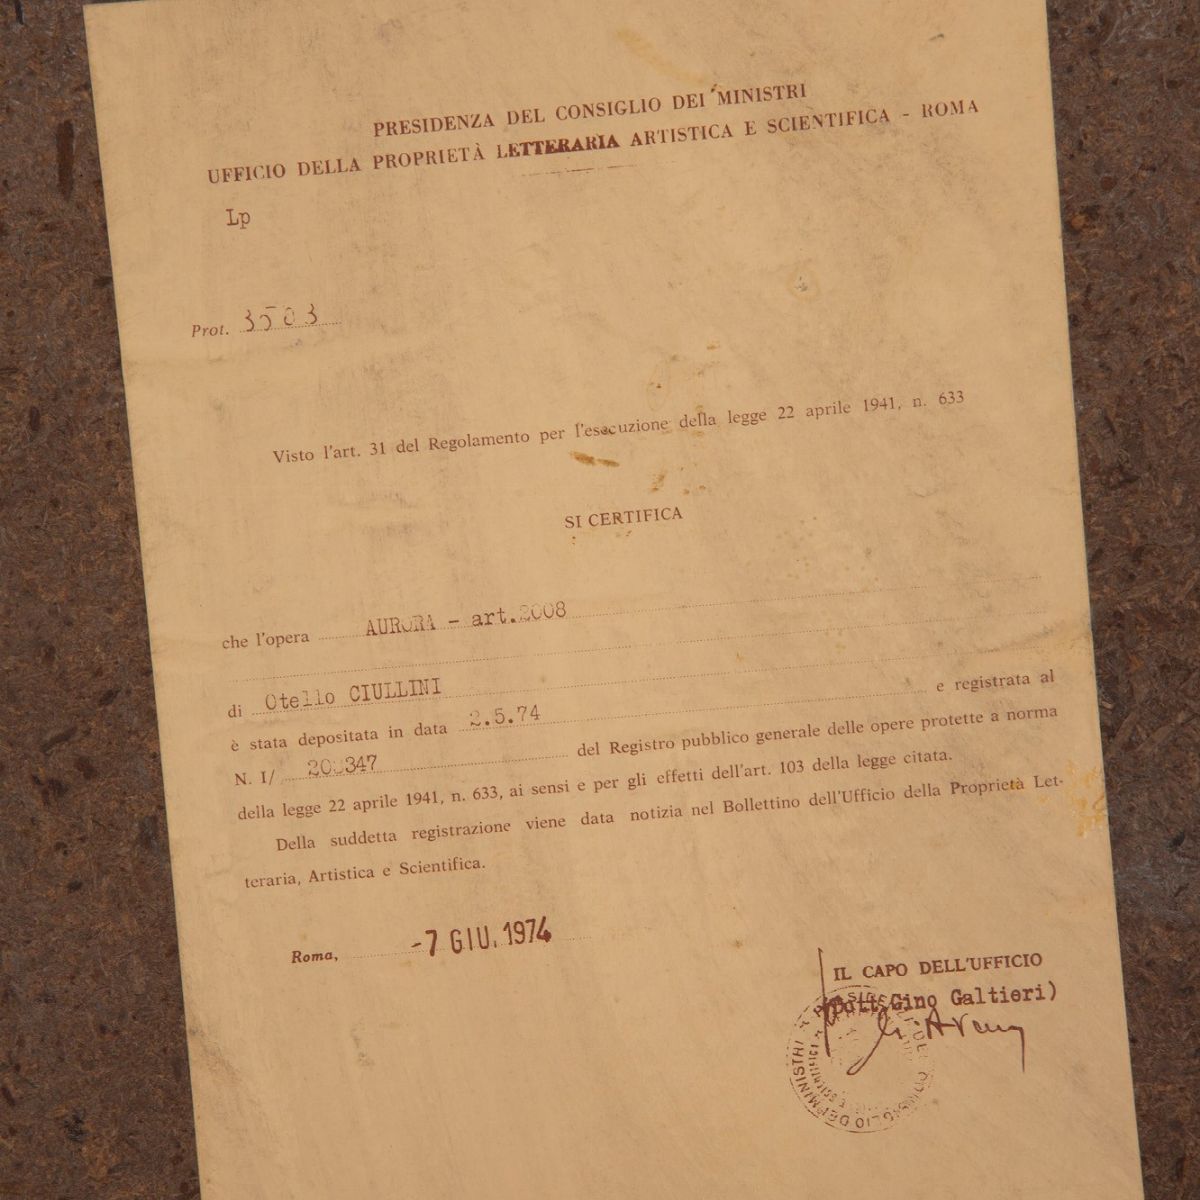 PRESIDENZA DEL CONSIGLIO DEI MINISTRI
UFFICIO DELLA PROPRIETÀ LETTERARIA ARTISTICA E SCIENTIFICA - ROMA
Lp
Prot. 3503
Visto l'art. 31 del Regolamento per l'esecuzione della legge 22 aprile 1941, n. 633
SI CERTIFICA
che l'opera AURORA - art.2008
di Otello CIULLINI
è stata depositata in data 2.5.74 e registrata al
N. I/ del Registro pubblico generale delle opere protette a norma
della legge 22 aprile 1941, n. 633, ai sensi e per gli effetti dell'art. 103 della legge citata.
Della suddetta registrazione viene data notizia nel Bollettino dell'Ufficio della Proprietà Let-
teraria, Artistica e Scientifica.
Roma, -7 GIU. 1974
IL CAPO DELL'UFFICIO
(Dott. Gino Galtieri)